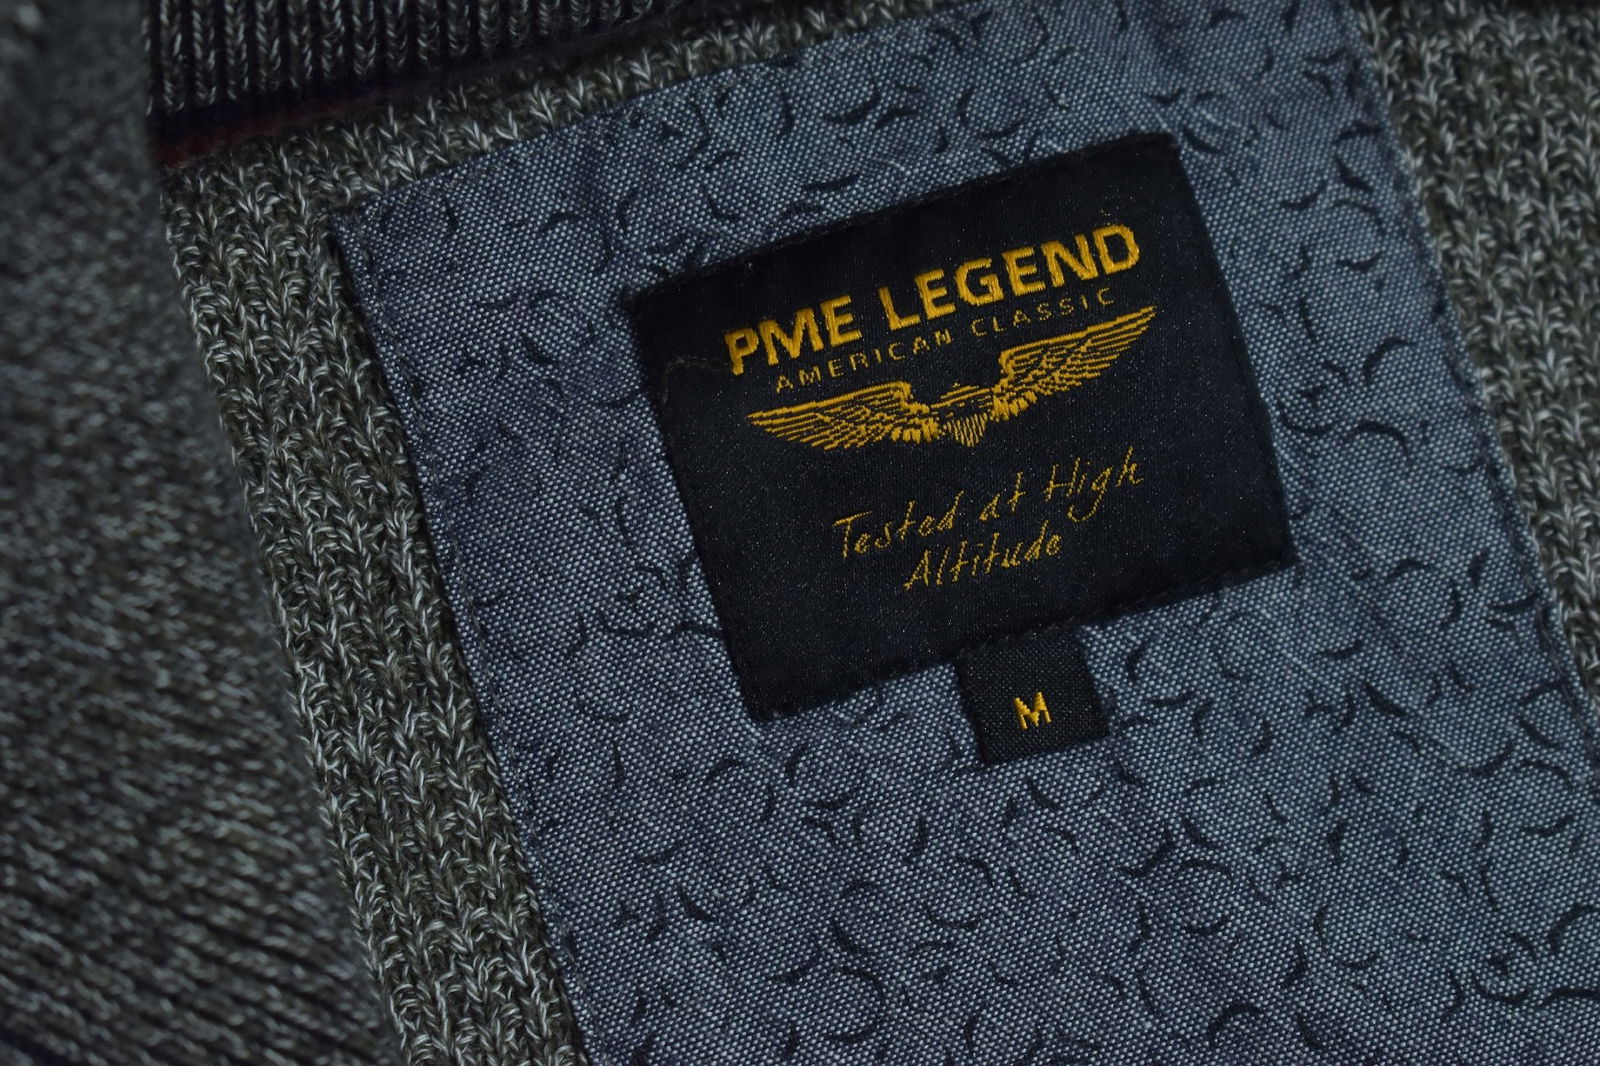 PME LEGEND
AMERICAN CLASSIC
Tested at High
Altitude
M